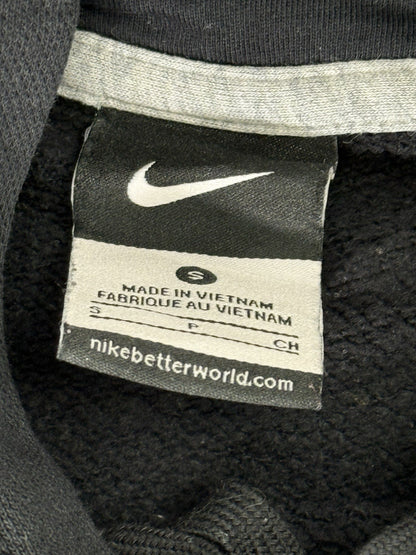 S
MADE IN VIETNAM
FABRIQUE AU VIETNAM
S P CH
nikebetterworld.com